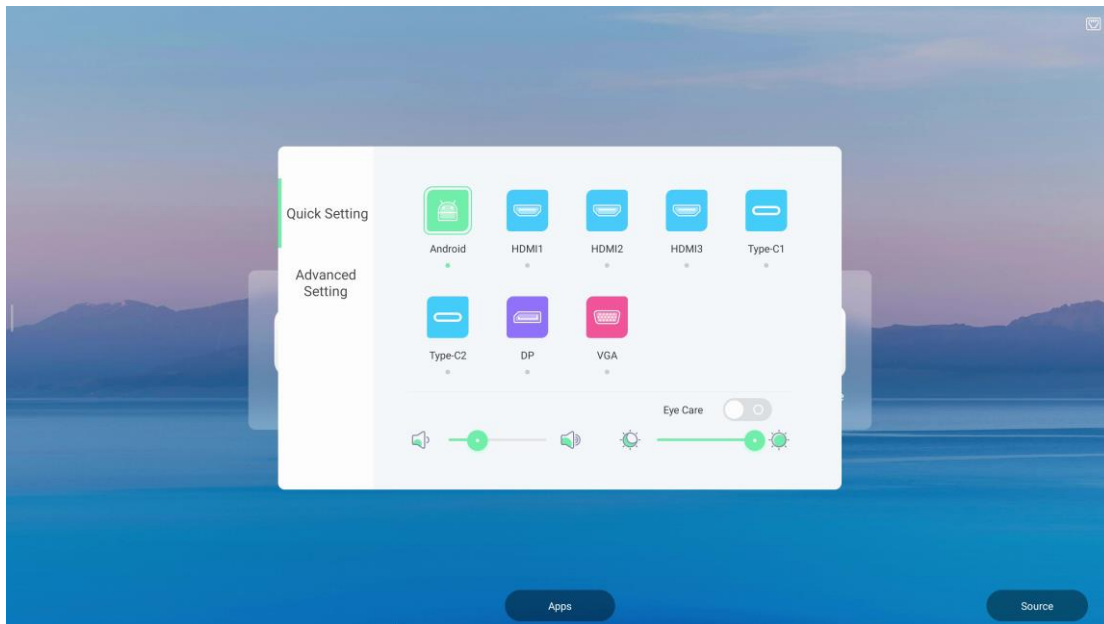 Quick Setting
Advanced
Setting
Android
HDMI1
HDMI2
HDMI3
Type-C1
Type-C2
DP
VGA
Eye Care
Apps
Source